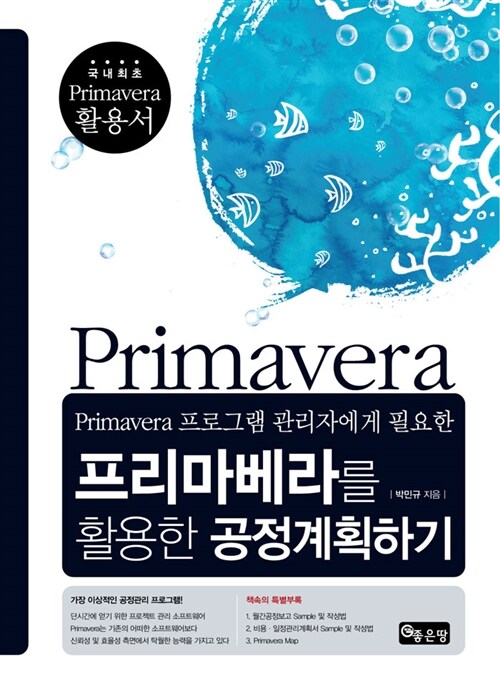 국내최초
Primavera
활용서
Primavera
Primavera 프로그램 관리자에게 필요한
프리마베라를
| 박민규 지음 |
활용한 공정계획하기
가장 이상적인 공정관리 프로그램!
단시간에 얻기 위한 프로젝트 관리 소프트웨어
Primavera는 기존의 어떠한 소프트웨어보다
신뢰성 및 효율성 측면에서 탁월한 능력을 가지고 있다
책속의 특별부록
1. 월간공정보고 Sample 및 작성법
2. 비용 · 일정관리계획서 Sample 및 작성법
3. Primavera Map
좋은땅